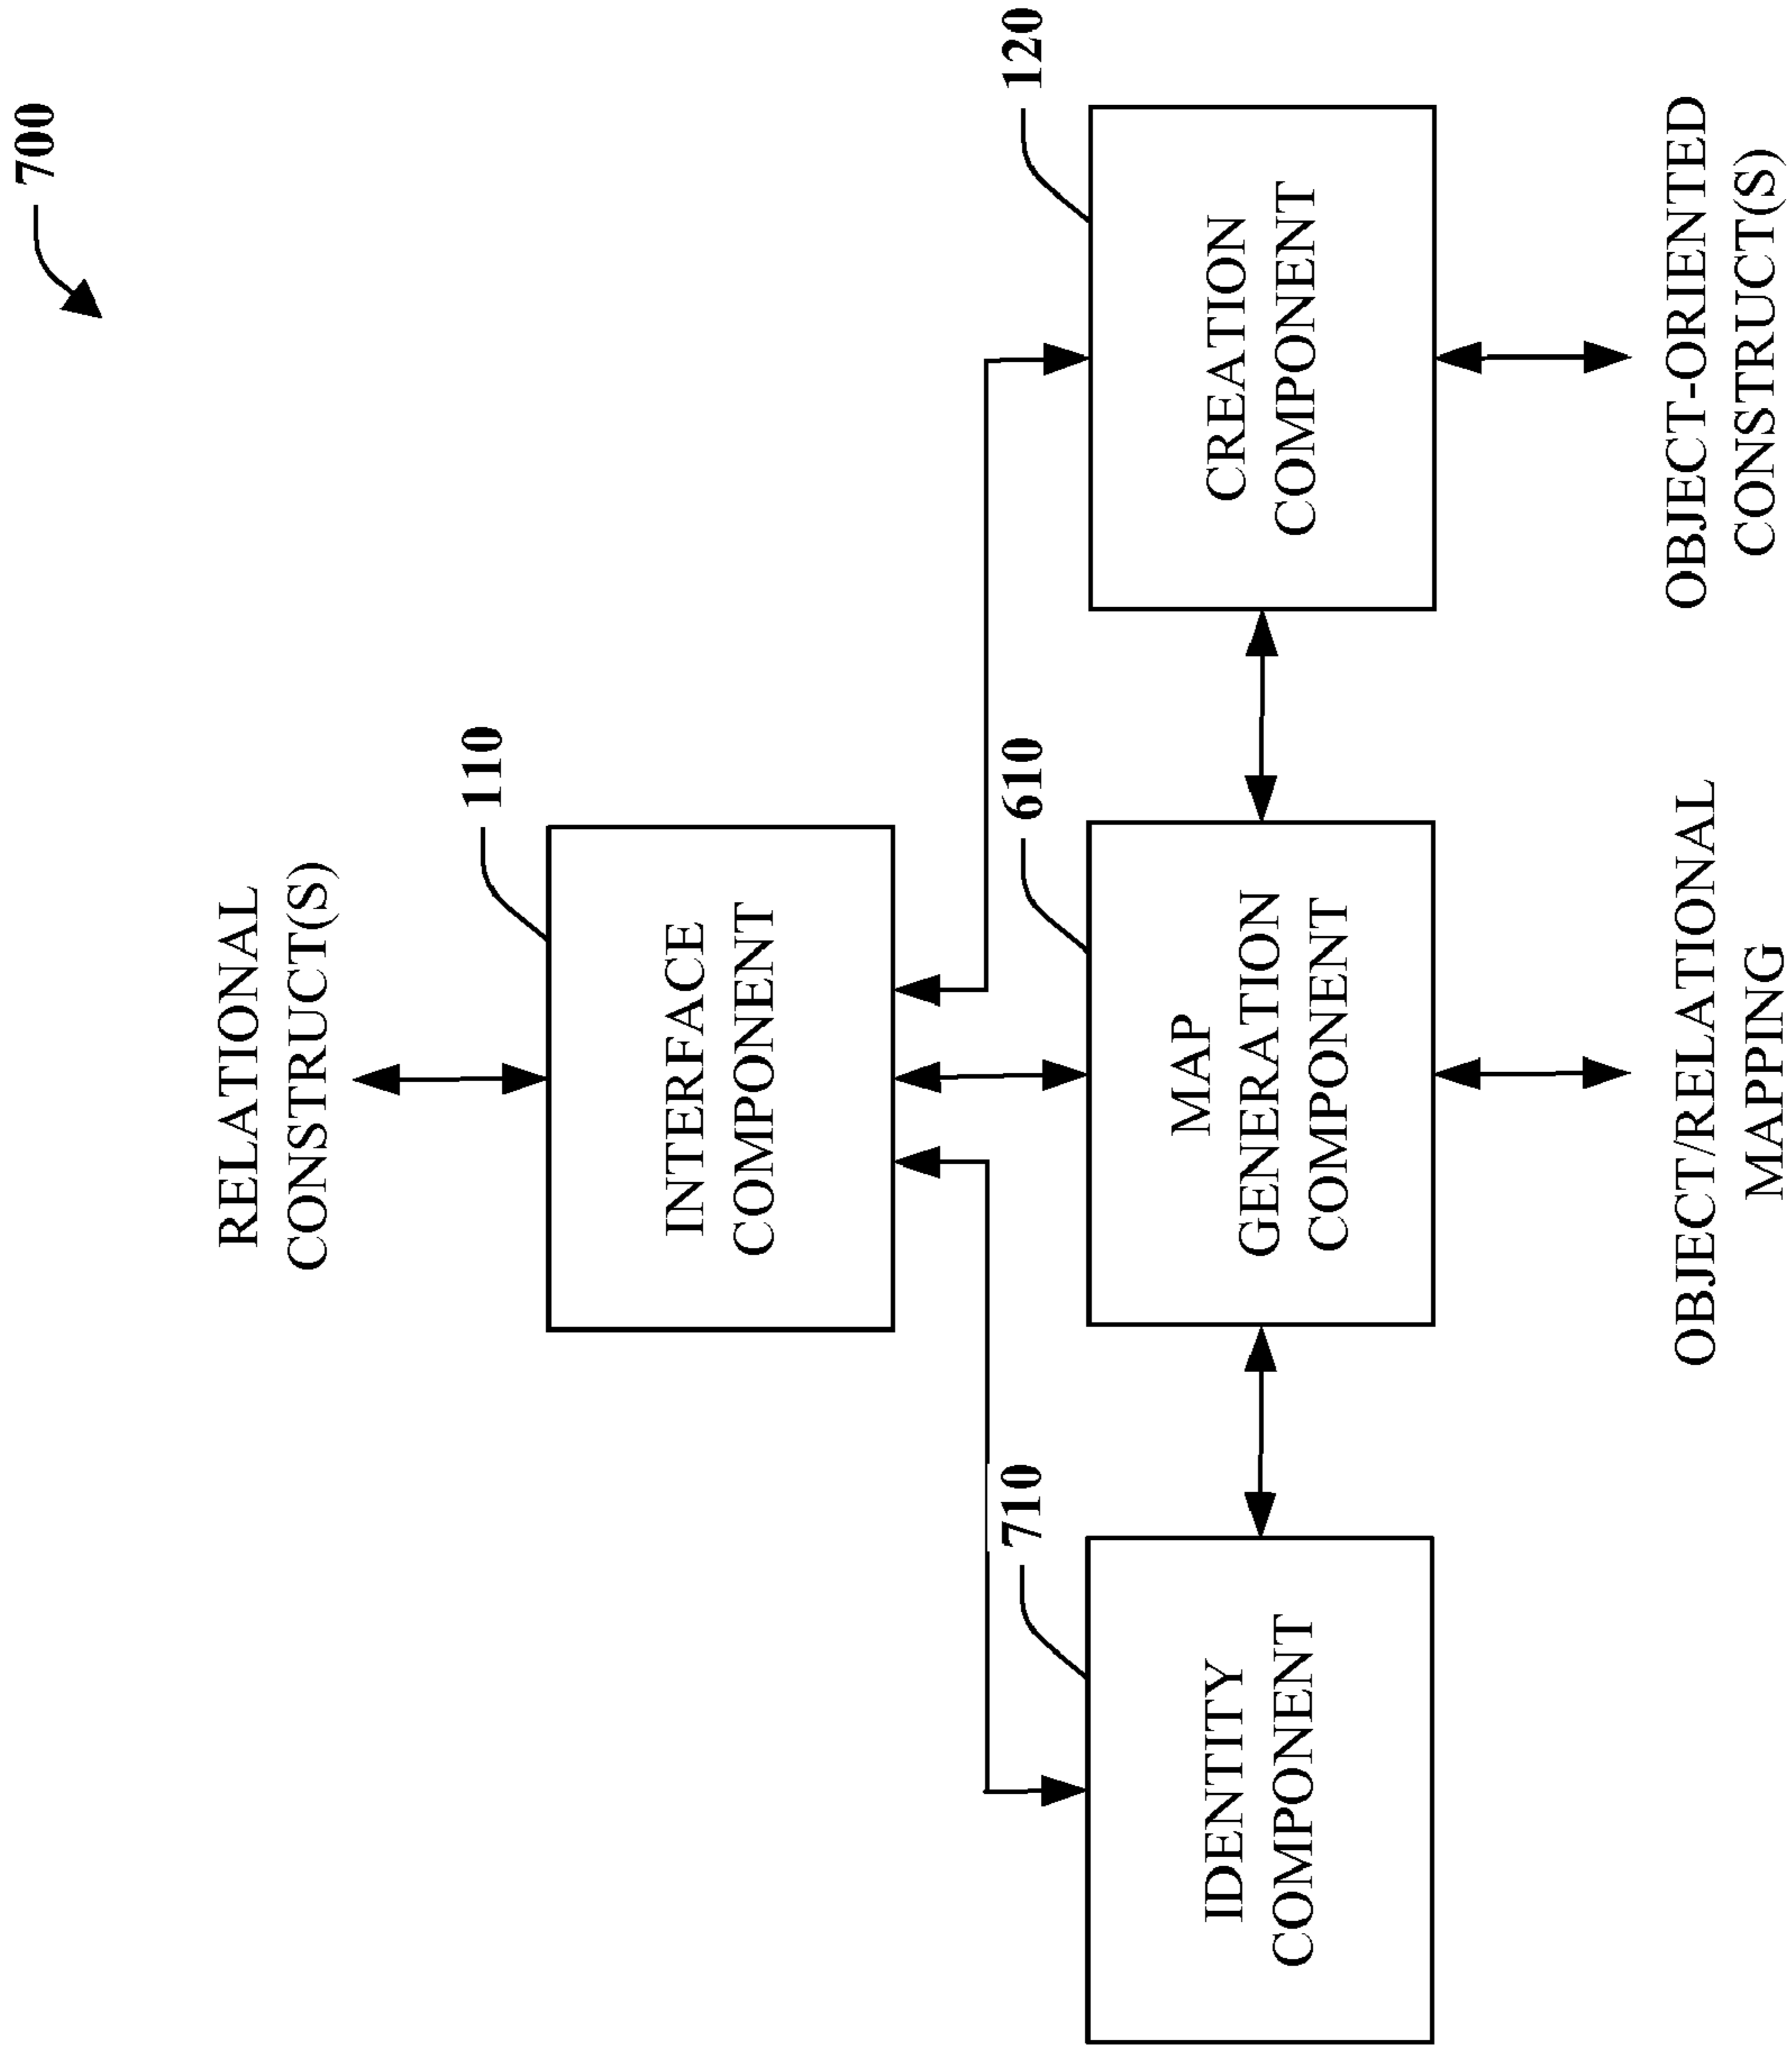 700
RELATIONAL
CONSTRUCT(S)
110
INTERFACE
COMPONENT
710
IDENTITY
COMPONENT
610
MAP
GENERATION
COMPONENT
120
CREATION
COMPONENT
OBJECT/RELATIONAL
MAPPING
OBJECT-ORIENTED
CONSTRUCT(S)